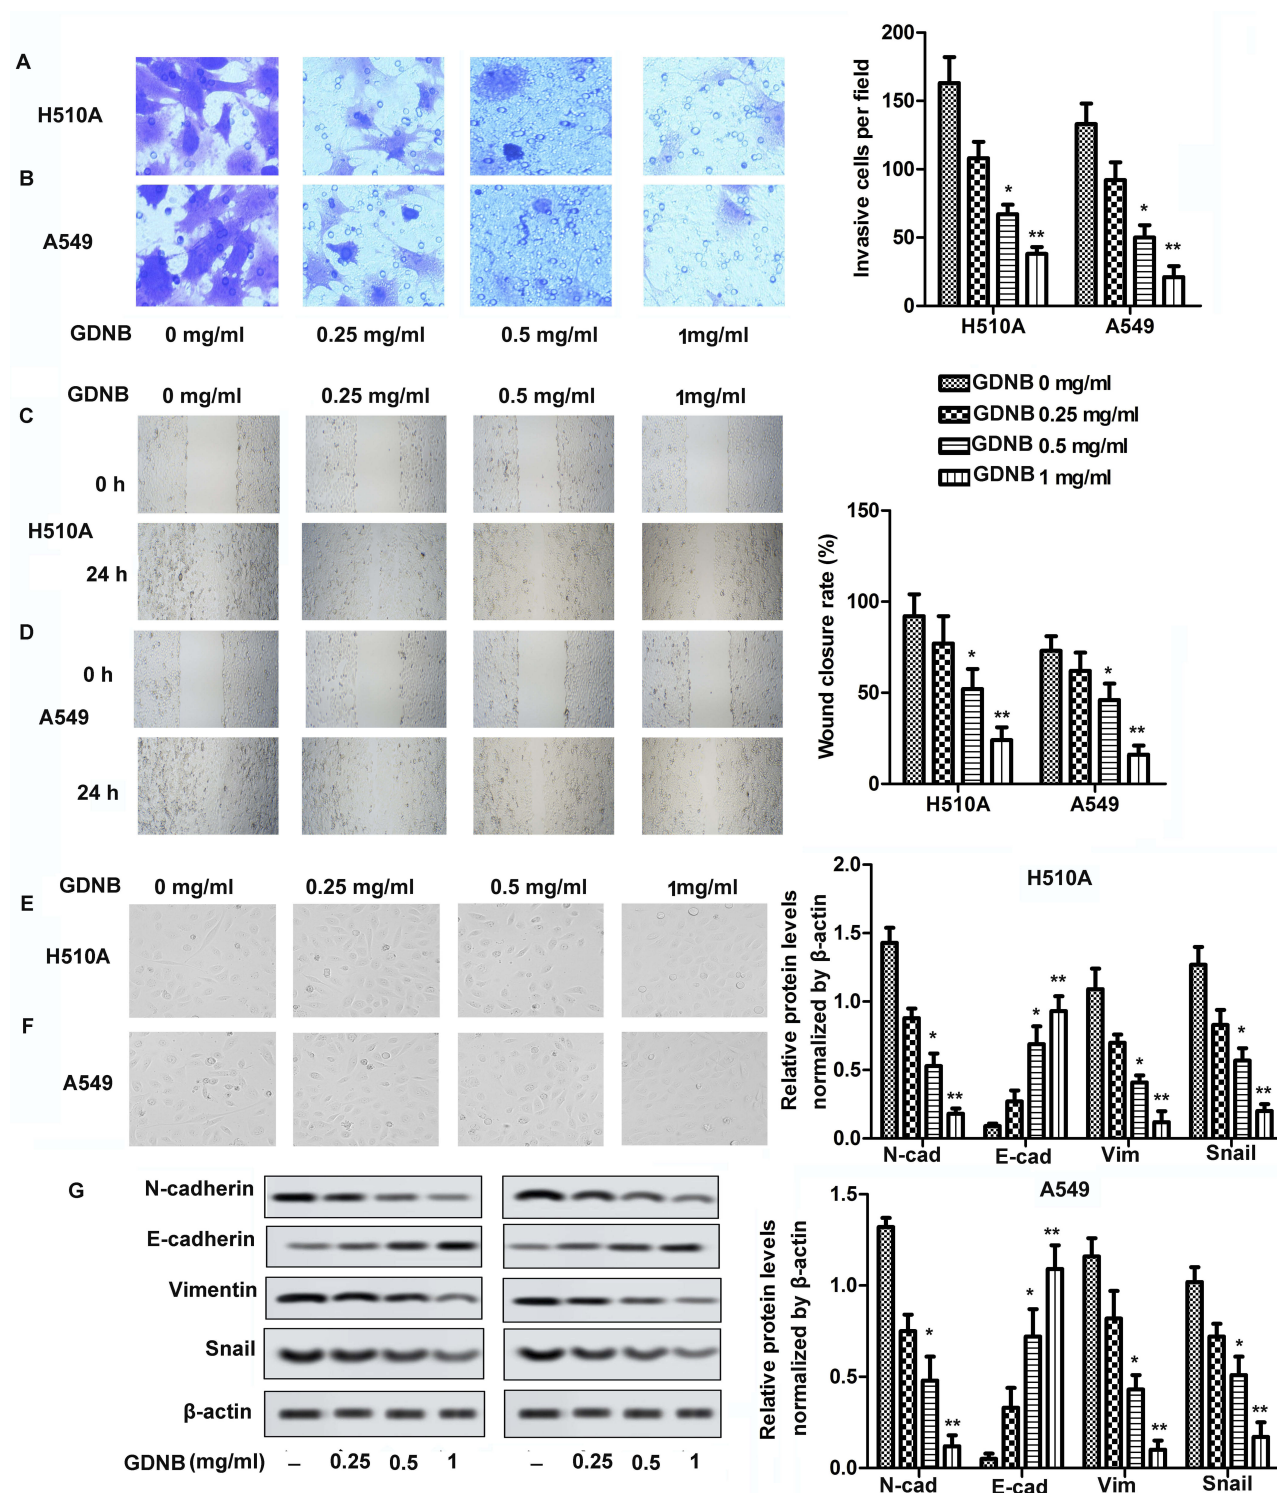 A
H510A
B
A549
GDNB 0 mg/ml 0.25 mg/ml 0.5 mg/ml 1mg/ml
200
150
100
50
0
Invasive cells per field
* ** * **
H510A A549
GDNB 0 mg/ml
GDNB 0.25 mg/ml
GDNB 0.5 mg/ml
GDNB 1 mg/ml
GDNB 0 mg/ml 0.25 mg/ml 0.5 mg/ml 1mg/ml
C
0 h
H510A
24 h
D
0 h
A549
24 h
150
100
50
0
Wound closure rate (%)
* ** * **
H510A A549
GDNB 0 mg/ml 0.25 mg/ml 0.5 mg/ml 1mg/ml
E
H510A
F
A549
H510A
2.0
1.5
1.0
0.5
0.0
Relative protein levels
normalized by β-actin
* ** * ** * ** * **
N-cad E-cad Vim Snail
G
N-cadherin
E-cadherin
Vimentin
Snail
β-actin
GDNB (mg/ml) – 0.25 0.5 1 – 0.25 0.5 1
A549
1.5
1.0
0.5
0.0
Relative protein levels
normalized by β-actin
* ** * ** * ** * **
N-cad E-cad Vim Snail